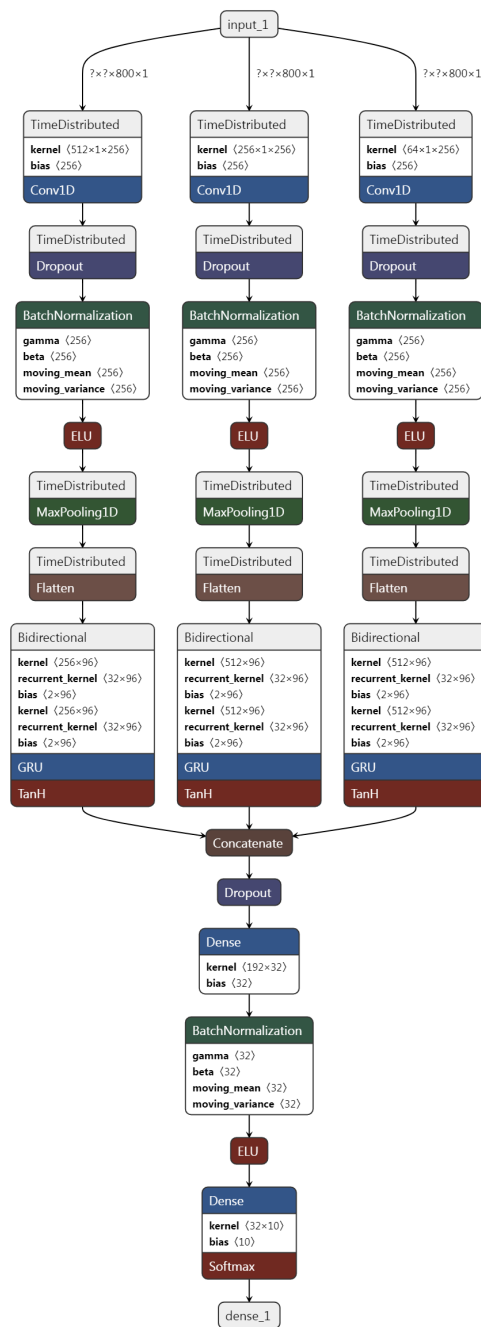 input_1
?×?×800×1
?×?×800×1
?×?×800×1
TimeDistributed
kernel ⟨512×1×256⟩
bias ⟨256⟩
Conv1D
TimeDistributed
kernel ⟨256×1×256⟩
bias ⟨256⟩
Conv1D
TimeDistributed
kernel ⟨64×1×256⟩
bias ⟨256⟩
Conv1D
TimeDistributed
Dropout
TimeDistributed
Dropout
TimeDistributed
Dropout
BatchNormalization
gamma ⟨256⟩
beta ⟨256⟩
moving_mean ⟨256⟩
moving_variance ⟨256⟩
BatchNormalization
gamma ⟨256⟩
beta ⟨256⟩
moving_mean ⟨256⟩
moving_variance ⟨256⟩
BatchNormalization
gamma ⟨256⟩
beta ⟨256⟩
moving_mean ⟨256⟩
moving_variance ⟨256⟩
ELU
ELU
ELU
TimeDistributed
MaxPooling1D
TimeDistributed
MaxPooling1D
TimeDistributed
MaxPooling1D
TimeDistributed
Flatten
TimeDistributed
Flatten
TimeDistributed
Flatten
Bidirectional
kernel ⟨256×96⟩
recurrent_kernel ⟨32×96⟩
bias ⟨2×96⟩
kernel ⟨256×96⟩
recurrent_kernel ⟨32×96⟩
bias ⟨2×96⟩
GRU
TanH
Bidirectional
kernel ⟨512×96⟩
recurrent_kernel ⟨32×96⟩
bias ⟨2×96⟩
kernel ⟨512×96⟩
recurrent_kernel ⟨32×96⟩
bias ⟨2×96⟩
GRU
TanH
Bidirectional
kernel ⟨512×96⟩
recurrent_kernel ⟨32×96⟩
bias ⟨2×96⟩
kernel ⟨512×96⟩
recurrent_kernel ⟨32×96⟩
bias ⟨2×96⟩
GRU
TanH
Concatenate
Dropout
Dense
kernel ⟨192×32⟩
bias ⟨32⟩
BatchNormalization
gamma ⟨32⟩
beta ⟨32⟩
moving_mean ⟨32⟩
moving_variance ⟨32⟩
ELU
Dense
kernel ⟨32×10⟩
bias ⟨10⟩
Softmax
dense_1